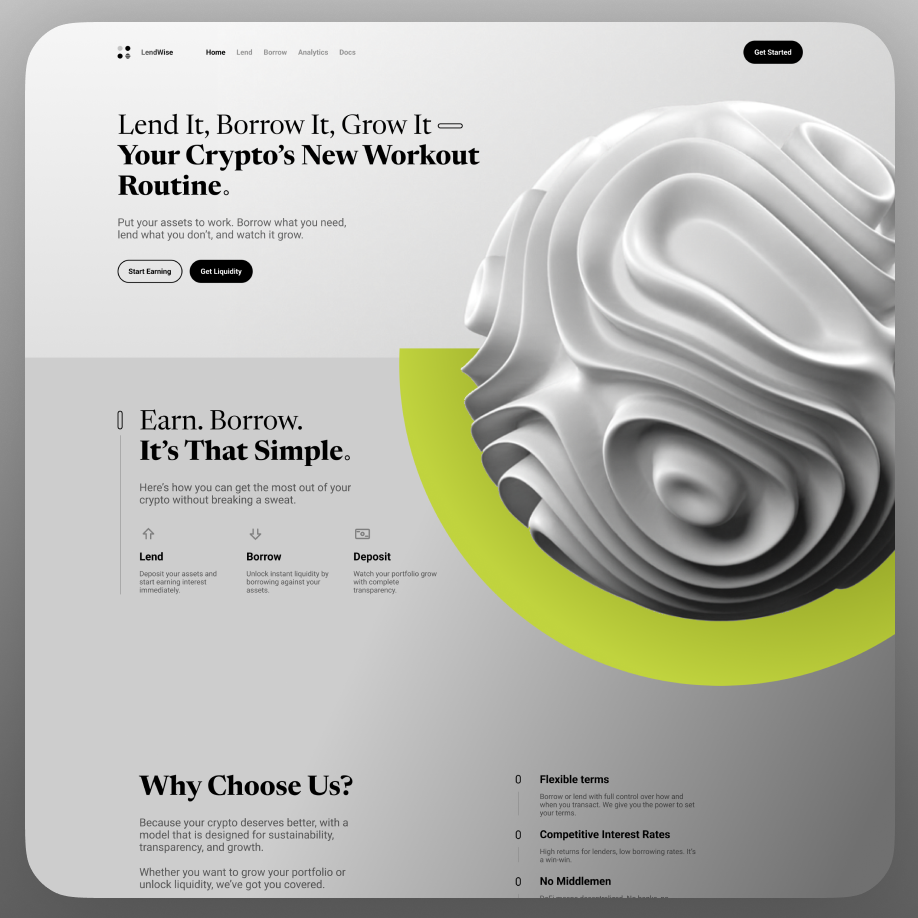 LendWise
Home Lend Borrow Analytics Docs
Get Started
Lend It, Borrow It, Grow It —
Your Crypto’s New Workout
Routine.
Put your assets to work. Borrow what you need,
lend what you don’t, and watch it grow.
Start Earning
Get Liquidity
Earn. Borrow.
It’s That Simple.
Here’s how you can get the most out of your
crypto without breaking a sweat.
Lend
Deposit your assets and
start earning interest
immediately.
Borrow
Unlock instant liquidity by
borrowing against your
assets.
Deposit
Watch your portfolio grow
with complete
transparency.
Why Choose Us?
Because your crypto deserves better, with a
model that is designed for sustainability,
transparency, and growth.
Whether you want to grow your portfolio or
unlock liquidity, we’ve got you covered.
Flexible terms
Borrow or lend with full control over how and
when you transact. We give you the power to set
your terms.
Competitive Interest Rates
High returns for lenders, low borrowing rates. It’s
a win-win.
No Middlemen